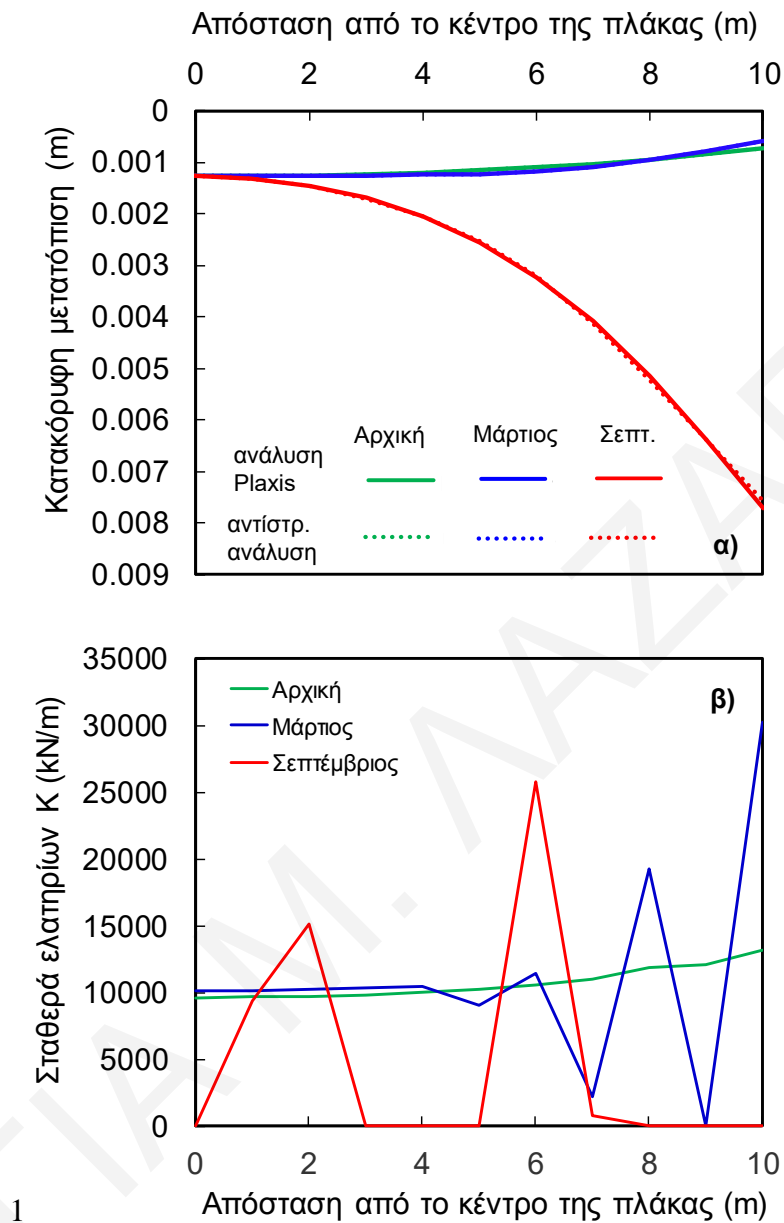 Απόσταση από το κέντρο της πλάκας (m)
0 2 4 6 8 10
Κατακόρυφη μετατόπιση (m)
0
0.001
0.002
0.003
0.004
0.005
0.006
0.007
0.008
0.009
Αρχική Μάρτιος Σεπτ.
ανάλυση
Plaxis
αντίστρ.
ανάλυση
α)
Σταθερά ελατηρίων Κ (kN/m)
35000
30000
25000
20000
15000
10000
5000
0
Αρχική
Μάρτιος
Σεπτέμβριος
β)
0 2 4 6 8 10
Απόσταση από το κέντρο της πλάκας (m)
1